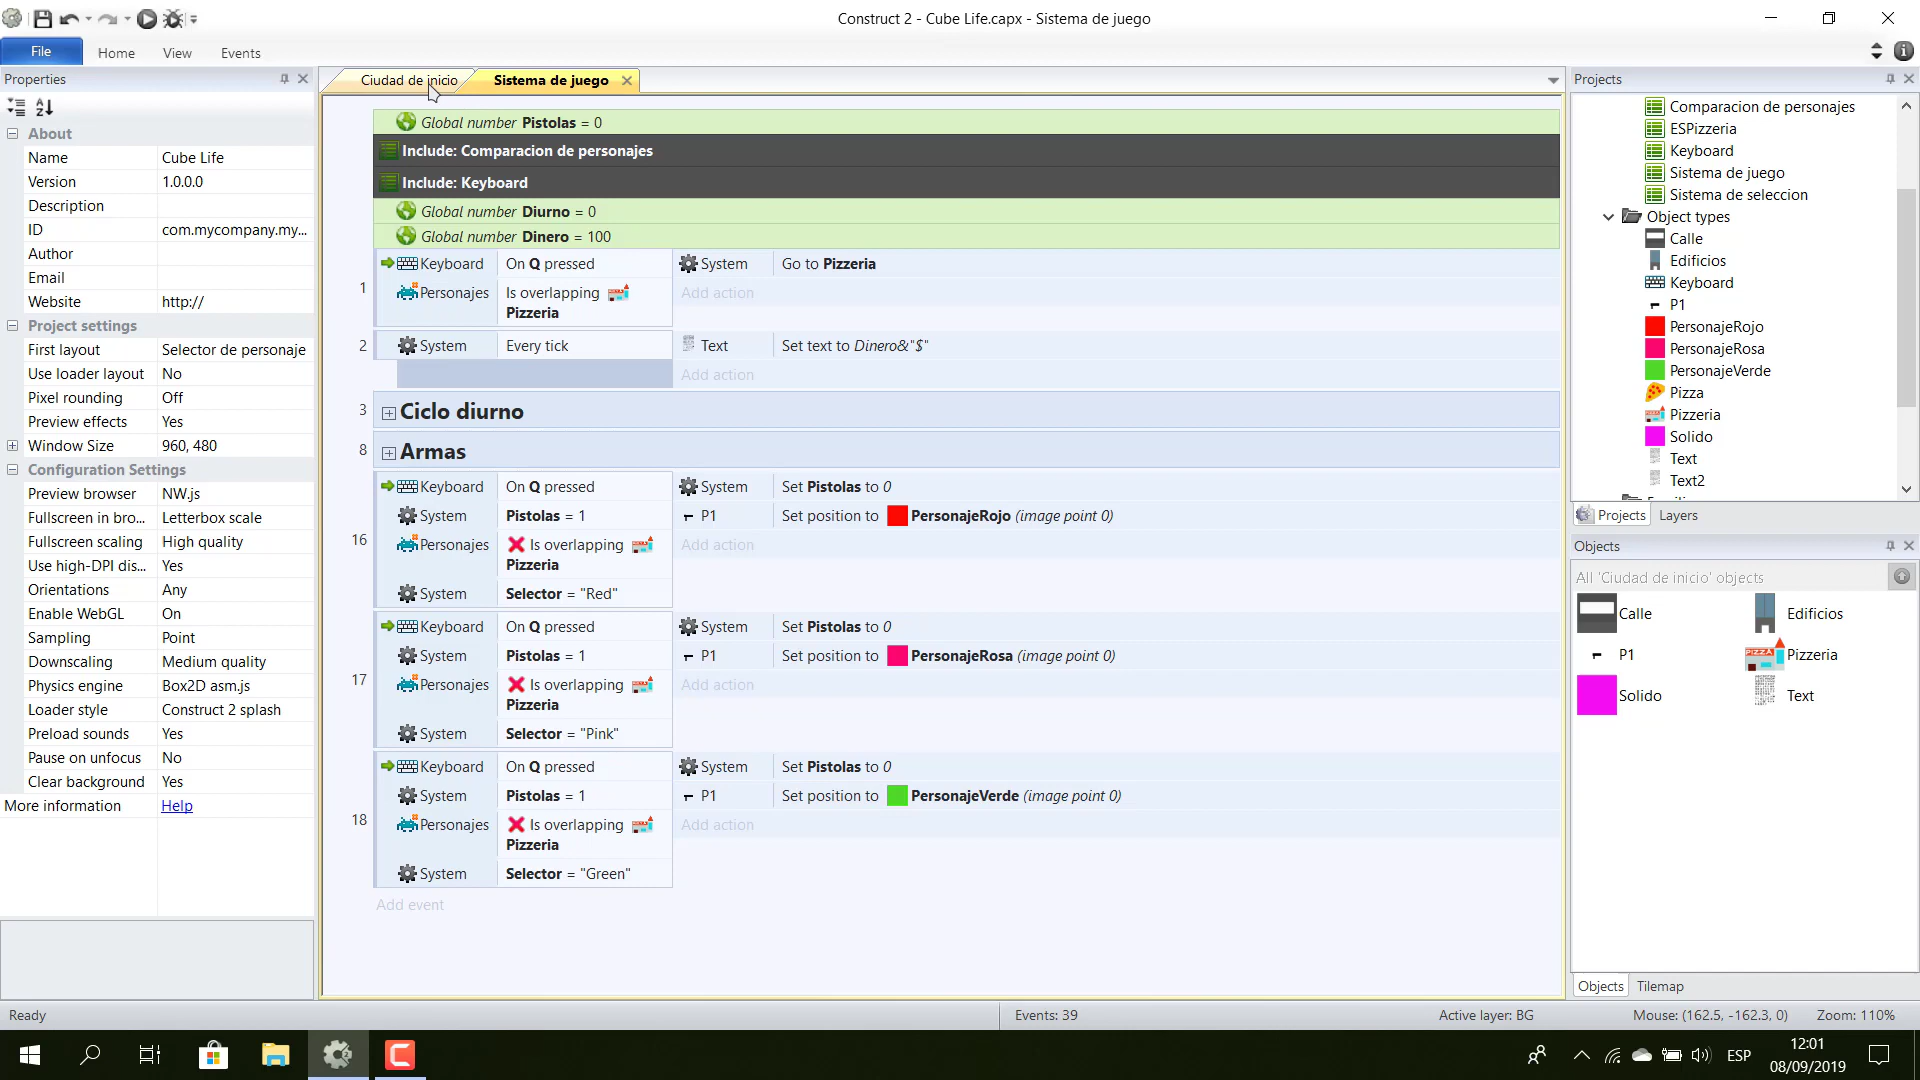 Construct 2 - Cube Life.capx - Sistema de juego
File
Home
View
Events
Properties
About
Name Cube Life
Version 1.0.0.0
Description
ID com.mycompany.my...
Author
Email
Website http://
Project settings
First layout Selector de personaje
Use loader layout No
Pixel rounding Off
Preview effects Yes
Window Size 960, 480
Configuration Settings
Preview browser NW.js
Fullscreen in bro... Letterbox scale
Fullscreen scaling High quality
Use high-DPI dis... Yes
Orientations Any
Enable WebGL On
Sampling Point
Downscaling Medium quality
Physics engine Box2D asm.js
Loader style Construct 2 splash
Preload sounds Yes
Pause on unfocus No
Clear background Yes
More information Help
Ciudad de inicio
Sistema de juego
Global number Pistolas = 0
Include: Comparacion de personajes
Include: Keyboard
Global number Diurno = 0
Global number Dinero = 100
1
Keyboard On Q pressed System Go to Pizzeria
Personajes Is overlapping Add action
Pizzeria
2 System Every tick Text Set text to Dinero&"$"
Add action
3 Ciclo diurno
8 Armas
16
Keyboard On Q pressed System Set Pistolas to 0
System Pistolas = 1 P1 Set position to PersonajeRojo (image point 0)
Personajes Is overlapping Add action
Pizzeria
System Selector = "Red"
17
Keyboard On Q pressed System Set Pistolas to 0
System Pistolas = 1 P1 Set position to PersonajeRosa (image point 0)
Personajes Is overlapping Add action
Pizzeria
System Selector = "Pink"
18
Keyboard On Q pressed System Set Pistolas to 0
System Pistolas = 1 P1 Set position to PersonajeVerde (image point 0)
Personajes Is overlapping Add action
Pizzeria
System Selector = "Green"
Add event
Projects
Comparacion de personajes
ESPizzeria
Keyboard
Sistema de juego
Sistema de seleccion
Object types
Calle
Edificios
Keyboard
P1
PersonajeRojo
PersonajeRosa
PersonajeVerde
Pizza
Pizzeria
Solido
Text
Text2
Projects Layers
Objects
All 'Ciudad de inicio' objects
Calle Edificios
P1 Pizzeria
Solido Text
Objects Tilemap
Ready
Events: 39
Active layer: BG
Mouse: (162.5, -162.3, 0)
Zoom: 110%
ESP
12:01
08/09/2019